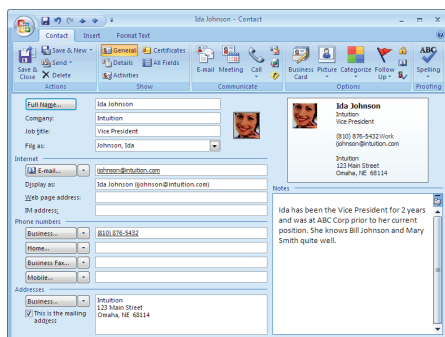 Ida Johnson - Contact
Contact Insert Format Text
Save & Close
Save & New
Send
Delete
Actions
General
Details
Activities
Certificates
All Fields
Show
E-mail Meeting Call
Communicate
Business Card
Picture
Categorize
Follow Up
Options
ABC
Spelling
Proofing
Full Name... Ida Johnson
Company: Intuition
Job title: Vice President
File as: Johnson, Ida
Internet
E-mail... ijohnson@intuition.com
Display as: Ida Johnson (ijohnson@intuition.com)
Web page address:
IM address:
Phone numbers
Business... (810) 876-5432
Home...
Business Fax...
Mobile...
Addresses
Business... Intuition
123 Main Street
Omaha, NE 68114
This is the mailing
address
Ida Johnson
Intuition
Vice President
(810) 876-5432 Work
ijohnson@intuition.com
Intuition
123 Main Street
Omaha, NE 68114
Notes
Ida has been the Vice President for 2 years
and was at ABC Corp prior to her current
position. She knows Bill Johnson and Mary
Smith quite well.